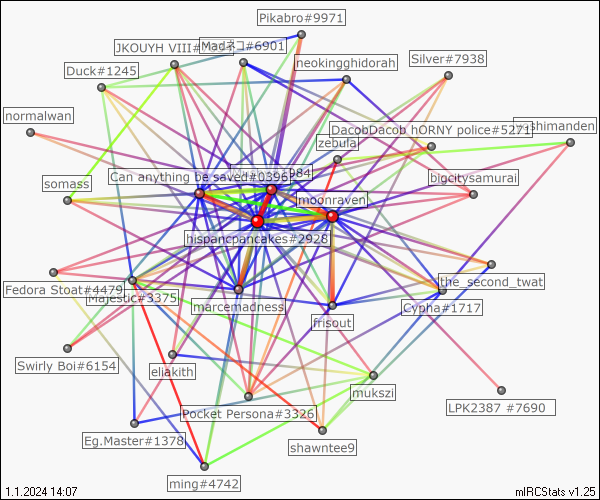 Pikabro#9971
JKOUYH VIII#
Madネコ#6901
neokingghidorah
Silver#7938
Duck#1245
normalwan
DacobDacob hORNY police#5271
shimanden
zebula
Can anything be saved#0396
1984
bigcitysamurai
somass
moonraven
hispancpancakes#2928
the_second_twat
Fedora Stoat#4479
Majestic#3375
marcemadness
Cypha#1717
frisout
Swirly Boi#6154
eliakith
mukszi
LPK2387 #7690
Pocket Persona#3326
Eg.Master#1378
shawntee9
ming#4742
1.1.2024 14:07
mIRCStats v1.25